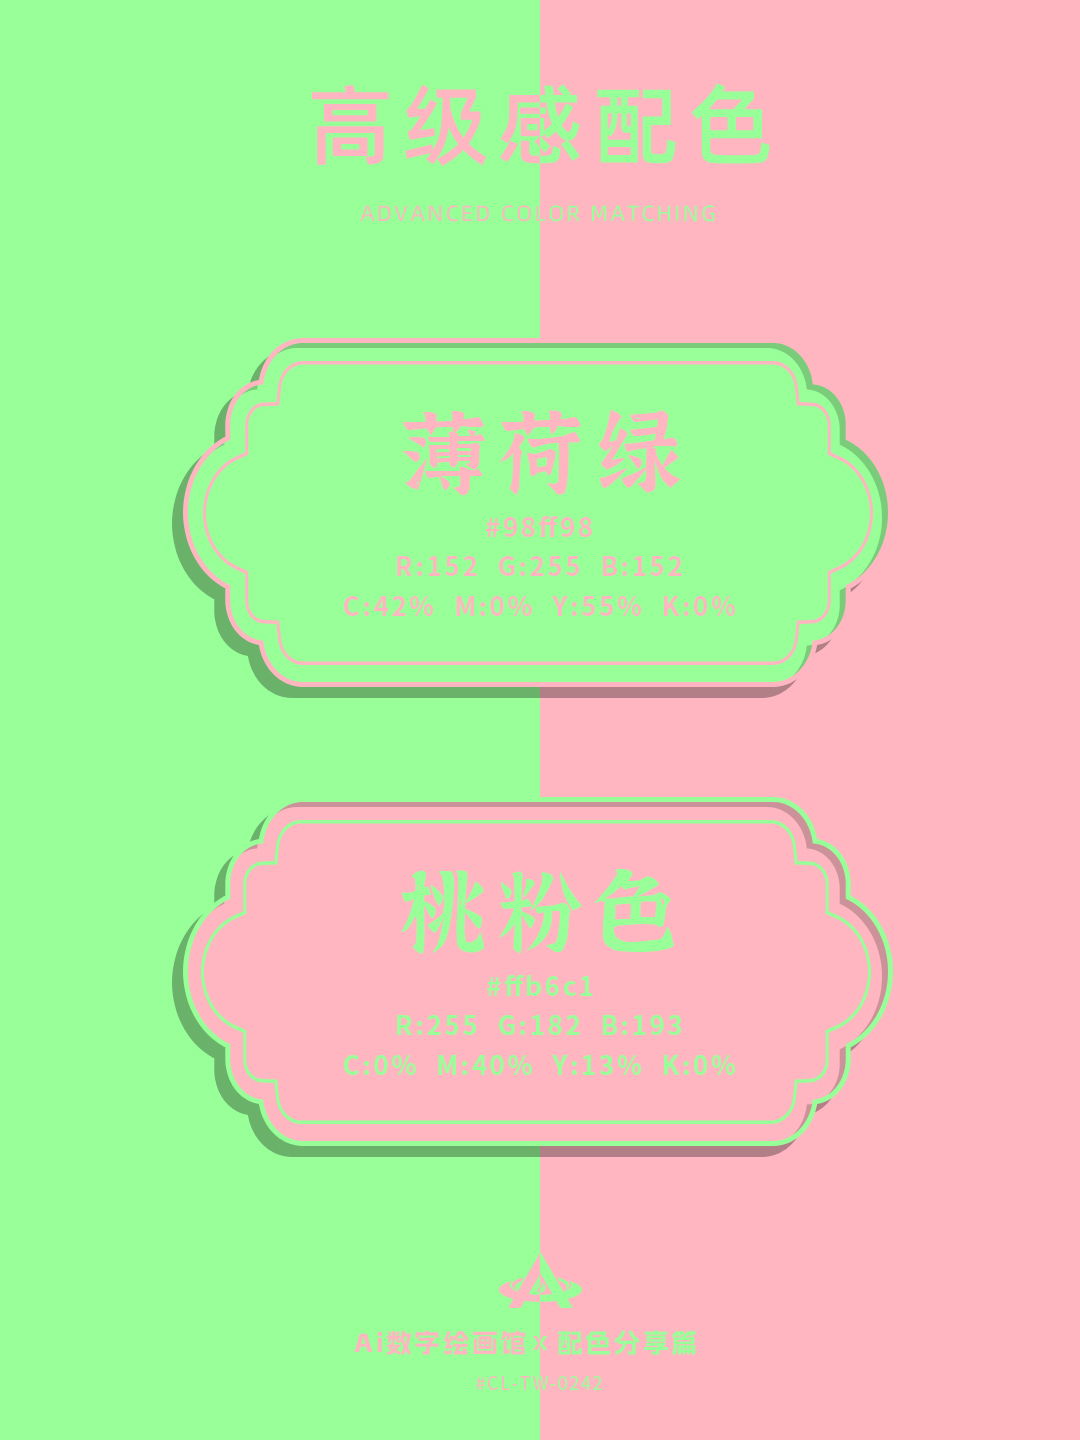 高级感配色
ADVANCED COLOR MATCHING
薄荷绿
#98ff98
R:152 G:255 B:152
C:42% M:0% Y:55% K:0%
桃粉色
#ffb6c1
R:255 G:182 B:193
C:0% M:40% Y:13% K:0%
Ai数字绘画馆 × 配色分享篇
#CL-TW-0242